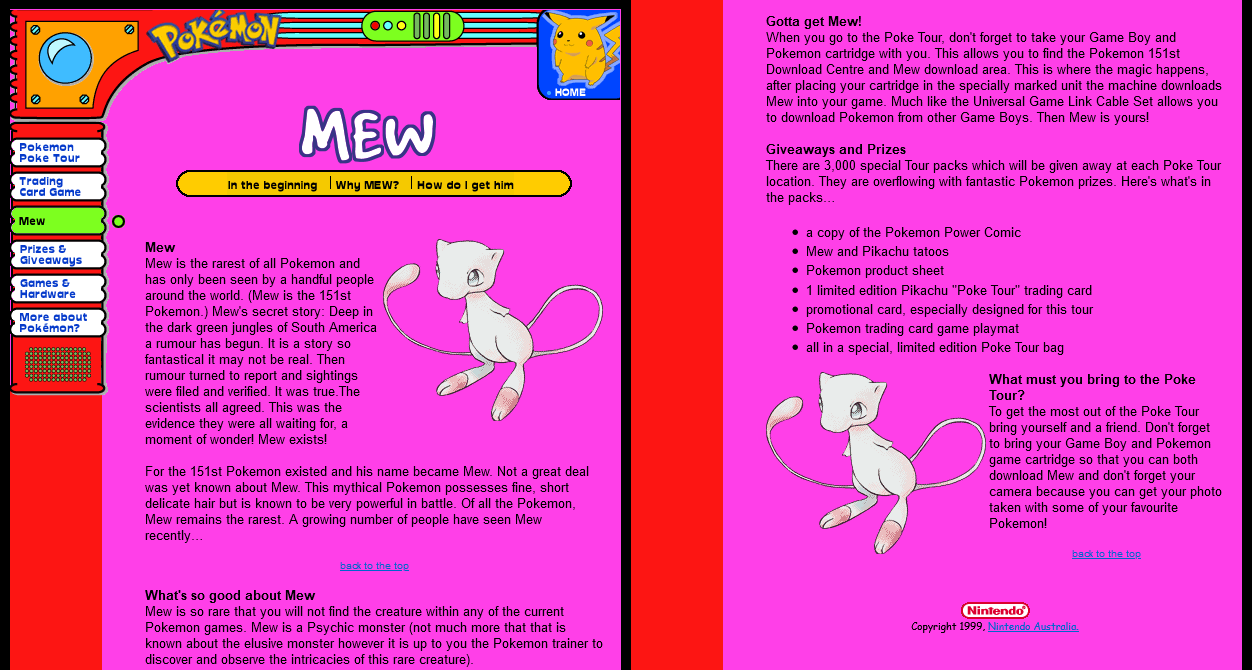 POKéMON
HOME
Pokemon
Poke Tour
Trading
Card Game
Mew
Prizes &
Giveaways
Games &
Hardware
More about
Pokémon?
MEW
In the beginning | Why MEW? | How do I get him
Mew
Mew is the rarest of all Pokemon and
has only been seen by a handful people
around the world. (Mew is the 151st
Pokemon.) Mew's secret story: Deep in
the dark green jungles of South America
a rumour has begun. It is a story so
fantastical it may not be real. Then
rumour turned to report and sightings
were filed and verified. It was true.The
scientists all agreed. This was the
evidence they were all waiting for, a
moment of wonder! Mew exists!
For the 151st Pokemon existed and his name became Mew. Not a great deal
was yet known about Mew. This mythical Pokemon possesses fine, short
delicate hair but is known to be very powerful in battle. Of all the Pokemon,
Mew remains the rarest. A growing number of people have seen Mew
recently...
back to the top
What's so good about Mew
Mew is so rare that you will not find the creature within any of the current
Pokemon games. Mew is a Psychic monster (not much more that that is
known about the elusive monster however it is up to you the Pokemon trainer to
discover and observe the intricacies of this rare creature).
Gotta get Mew!
When you go to the Poke Tour, don't forget to take your Game Boy and
Pokemon cartridge with you. This allows you to find the Pokemon 151st
Download Centre and Mew download area. This is where the magic happens,
after placing your cartridge in the specially marked unit the machine downloads
Mew into your game. Much like the Universal Game Link Cable Set allows you
to download Pokemon from other Game Boys. Then Mew is yours!
Giveaways and Prizes
There are 3,000 special Tour packs which will be given away at each Poke Tour
location. They are overflowing with fantastic Pokemon prizes. Here's what's in
the packs...
• a copy of the Pokemon Power Comic
• Mew and Pikachu tatoos
• Pokemon product sheet
• 1 limited edition Pikachu "Poke Tour" trading card
• promotional card, especially designed for this tour
• Pokemon trading card game playmat
• all in a special, limited edition Poke Tour bag
What must you bring to the Poke
Tour?
To get the most out of the Poke Tour
bring yourself and a friend. Don't forget
to bring your Game Boy and Pokemon
game cartridge so that you can both
download Mew and don't forget your
camera because you can get your photo
taken with some of your favourite
Pokemon!
back to the top
Nintendo®
Copyright 1999, Nintendo Australia.